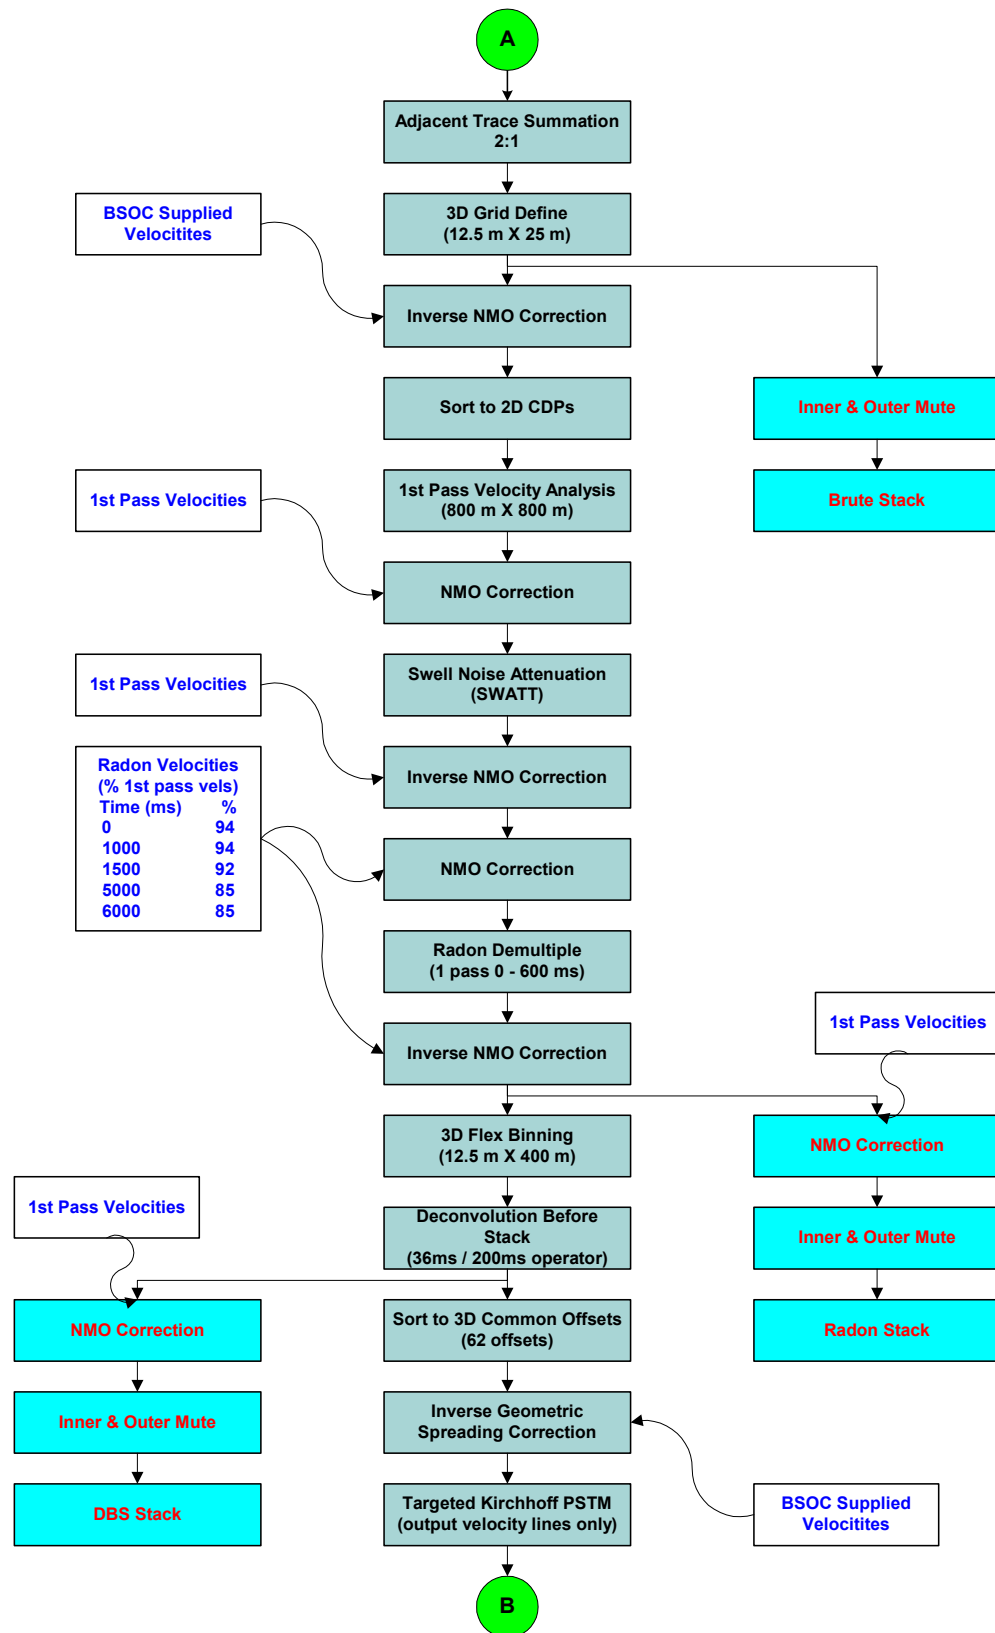 A
Adjacent Trace Summation
2:1
BSOC Supplied
Velocitites
3D Grid Define
(12.5 m X 25 m)
Inverse NMO Correction
Sort to 2D CDPs
Inner & Outer Mute
1st Pass Velocities
1st Pass Velocity Analysis
(800 m X 800 m)
Brute Stack
NMO Correction
1st Pass Velocities
Swell Noise Attenuation
(SWATT)
Inverse NMO Correction
Radon Velocities
(% 1st pass vels)
Time (ms) %
0 94
1000 94
1500 92
5000 85
6000 85
NMO Correction
Radon Demultiple
(1 pass 0 - 600 ms)
1st Pass Velocities
Inverse NMO Correction
3D Flex Binning
(12.5 m X 400 m)
NMO Correction
1st Pass Velocities
Deconvolution Before
Stack
(36ms / 200ms operator)
Inner & Outer Mute
NMO Correction
Sort to 3D Common Offsets
(62 offsets)
Radon Stack
Inner & Outer Mute
Inverse Geometric
Spreading Correction
DBS Stack
Targeted Kirchhoff PSTM
(output velocity lines only)
BSOC Supplied
Velocitites
B